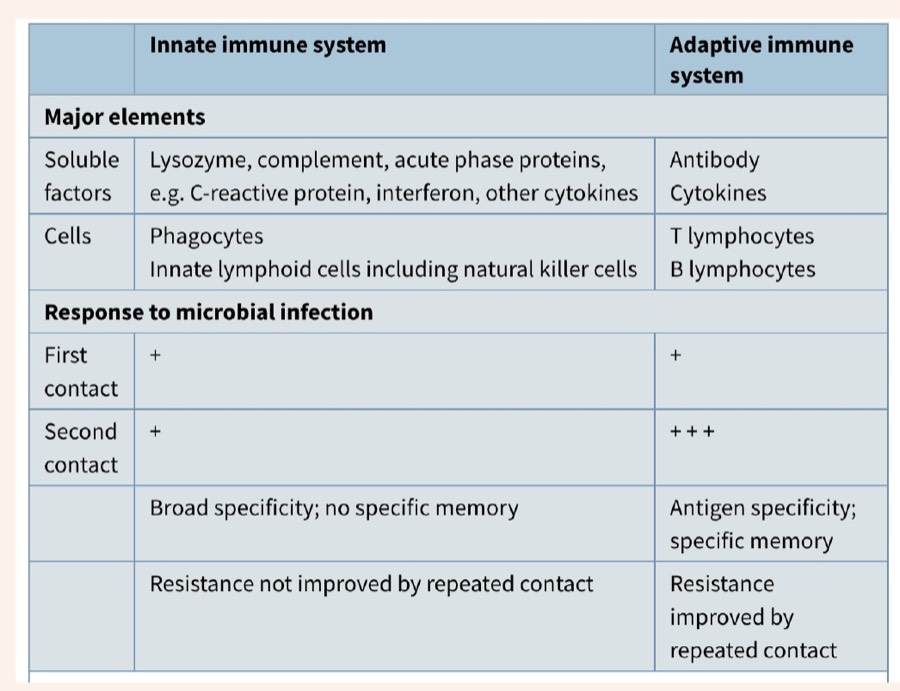 Innate immune system
Adaptive immune
system
Major elements
Soluble
factors
Lysozyme, complement, acute phase proteins,
e.g. C-reactive protein, interferon, other cytokines
Antibody
Cytokines
Cells
Phagocytes
Innate lymphoid cells including natural killer cells
T lymphocytes
B lymphocytes
Response to microbial infection
First
contact
+
+
Second
contact
+
+ + +
Broad specificity; no specific memory
Antigen specificity;
specific memory
Resistance not improved by repeated contact
Resistance
improved by
repeated contact